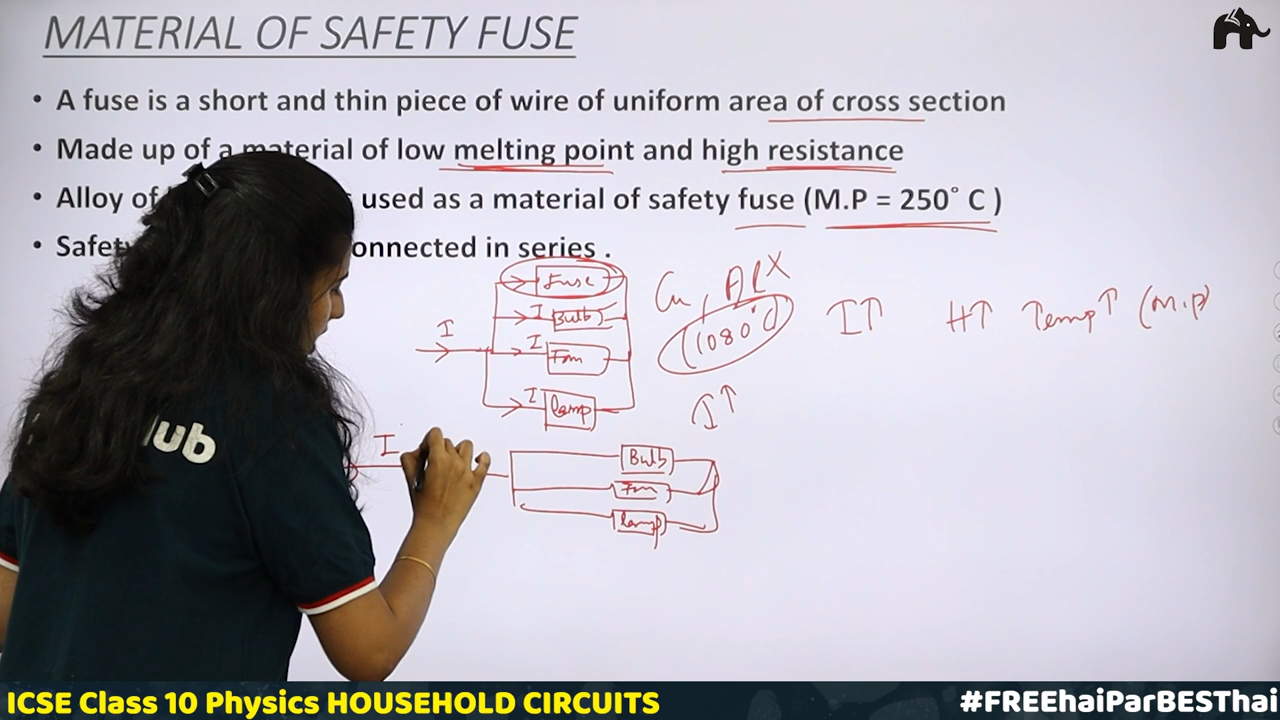 MATERIAL OF SAFETY FUSE
• A fuse is a short and thin piece of wire of uniform area of cross section
• Made up of a material of low melting point and high resistance
• Alloy of used as a material of safety fuse (M.P = 250° C )
• Safety onnected in series .
Fuse
Cu, Al X
I Bulb
(1080°C)
I↑ H↑ Temp↑ (M.p)
I
I Fan
I lamp
I↑
lub
I
Bulb
Fan
lamp
ICSE Class 10 Physics HOUSEHOLD CIRCUITS
#FREEhaiParBESThai